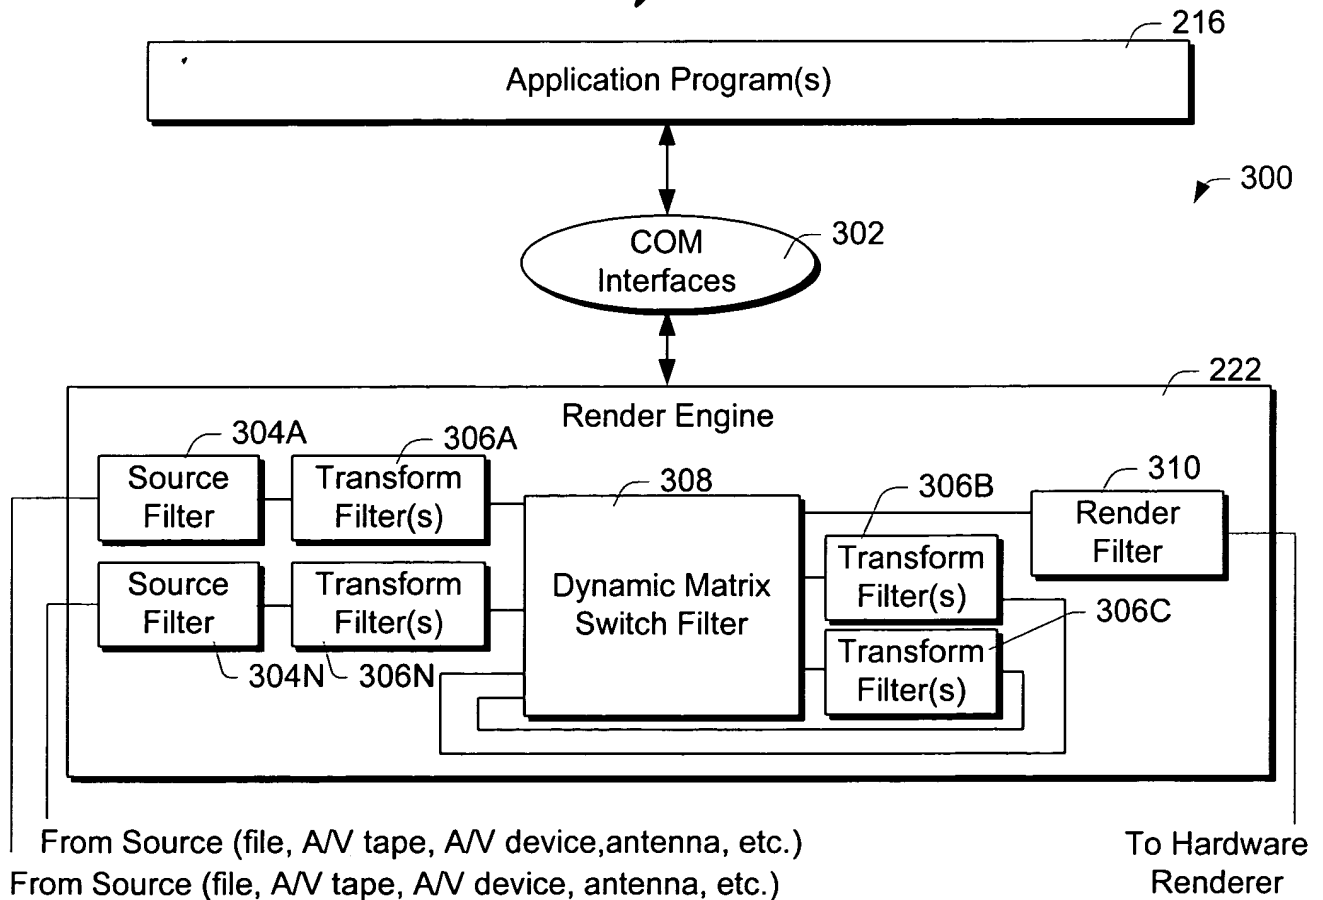 216
Application Program(s)
300
302
COM
Interfaces
222
Render Engine
304A
306A
Source
Filter
Transform
Filter(s)
308
306B
310
Render
Filter
Dynamic Matrix
Switch Filter
Transform
Filter(s)
Source
Filter
Transform
Filter(s)
306C
304N
306N
Transform
Filter(s)
From Source (file, A/V tape, A/V device,antenna, etc.)
From Source (file, A/V tape, A/V device, antenna, etc.)
To Hardware
Renderer